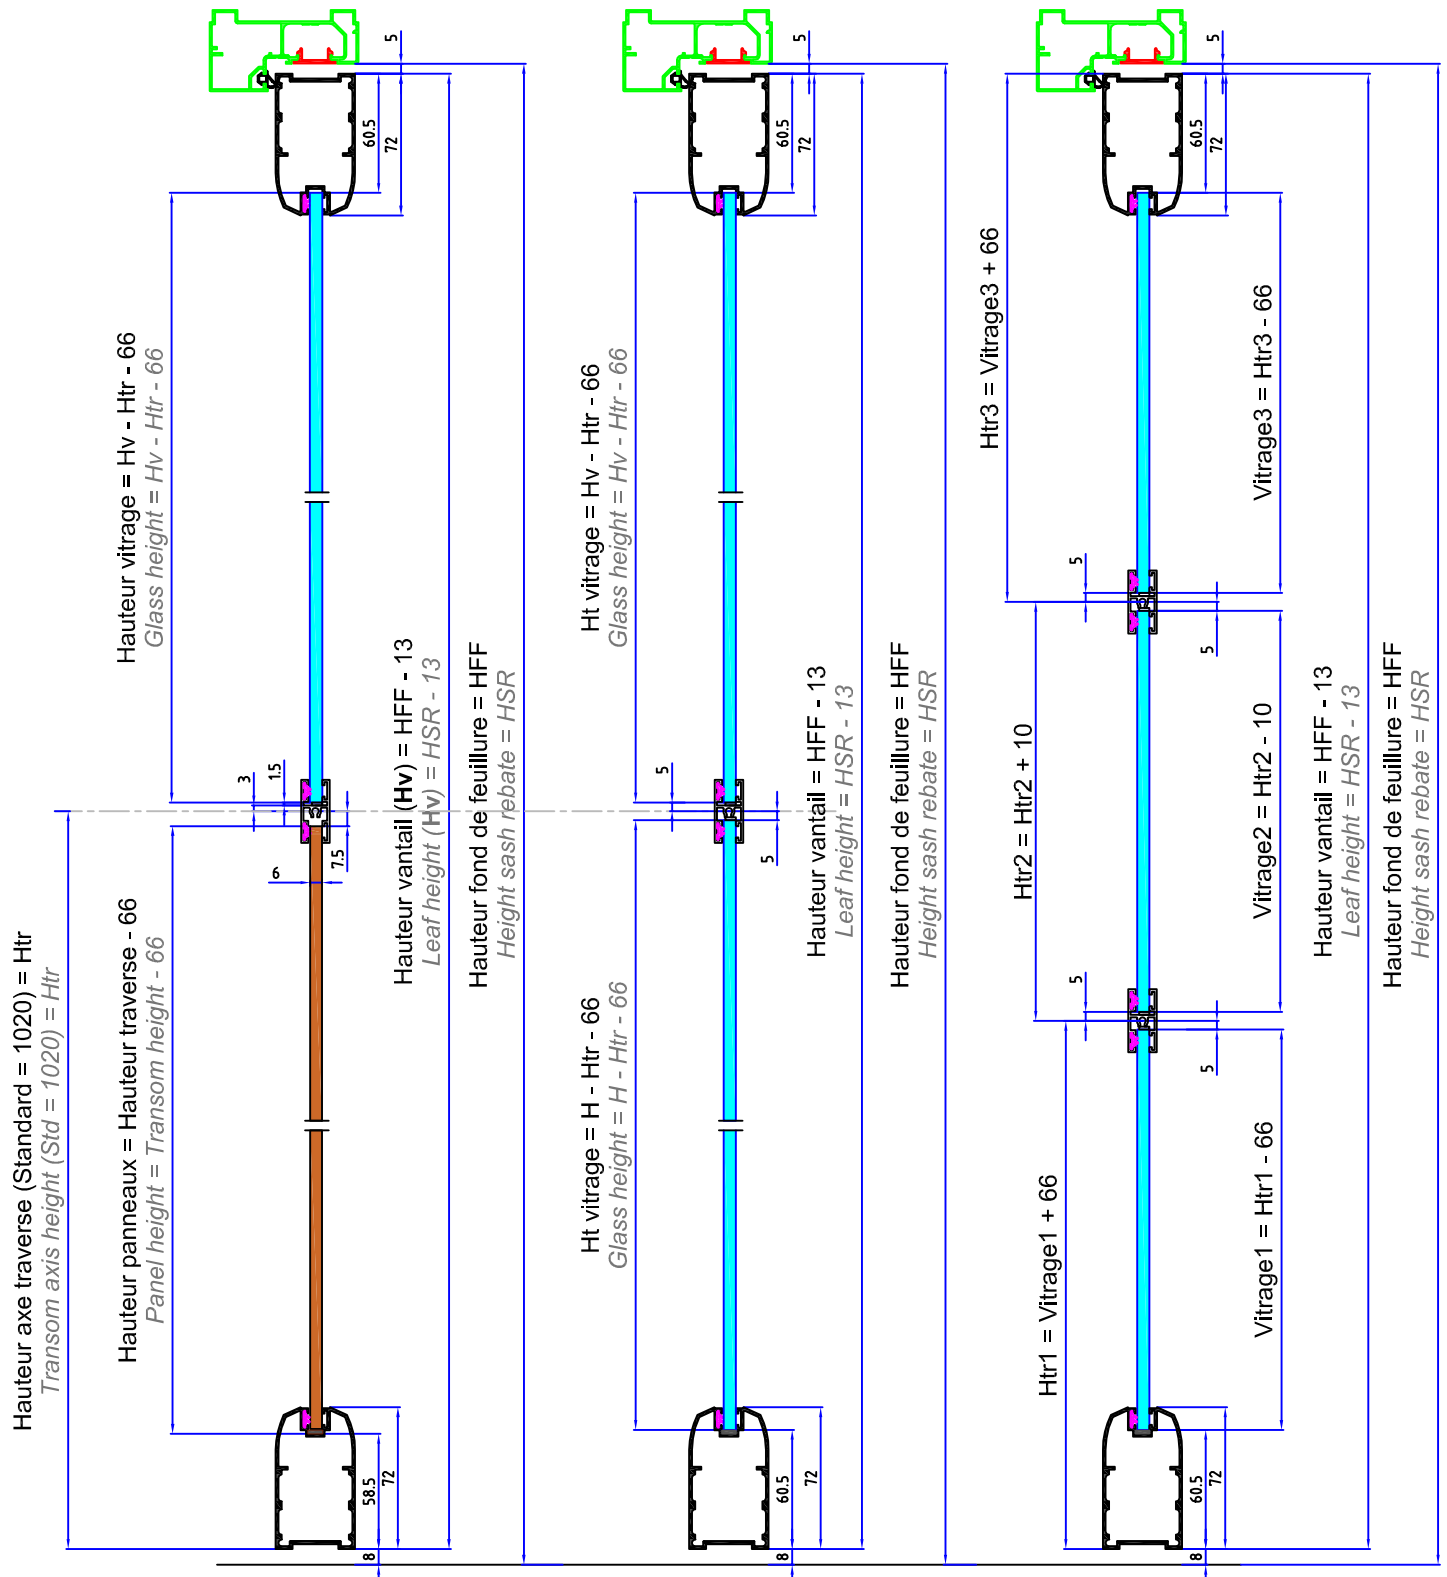 Hauteur axe traverse (Standard = 1020) = Htr
Transom axis height (Std = 1020) = Htr
Hauteur panneaux = Hauteur traverse - 66
Panel height = Transom height - 66
Hauteur vitrage = Hv - Htr - 66
Glass height = Hv - Htr - 66
3
1.5
7.5
6
5
60.5
72
58.5
72
8
Hauteur vantail (Hv) = HFF - 13
Leaf height (Hv) = HSR - 13
Hauteur fond de feuillure = HFF
Height sash rebate = HSR
Ht vitrage = H - Htr - 66
Glass height = H - Htr - 66
Ht vitrage = Hv - Htr - 66
Glass height = Hv - Htr - 66
5
5
5
60.5
72
60.5
72
8
Hauteur vantail = HFF - 13
Leaf height = HSR - 13
Hauteur fond de feuillure = HFF
Height sash rebate = HSR
Htr3 = Vitrage3 + 66
Htr2 = Htr2 + 10
Htr1 = Vitrage1 + 66
5
5
5
5
5
60.5
72
60.5
72
8
Vitrage3 = Htr3 - 66
Vitrage2 = Htr2 - 10
Vitrage1 = Htr1 - 66
Hauteur vantail = HFF - 13
Leaf height = HSR - 13
Hauteur fond de feuillure = HFF
Height sash rebate = HSR